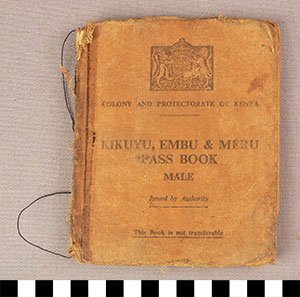 COLONY AND PROTECTORATE OF KENYA
KIKUYU, EMBU & MERU
PASS BOOK
MALE
Issued by Authority
This Book is not transferable